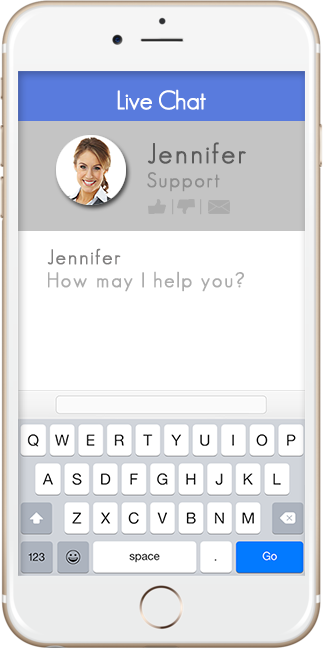 Live Chat
Jennifer
Support
Jennifer
How may I help you?
Q W E R T Y U I O P
A S D F G H J K L
Z X C V B N M
123 space . Go